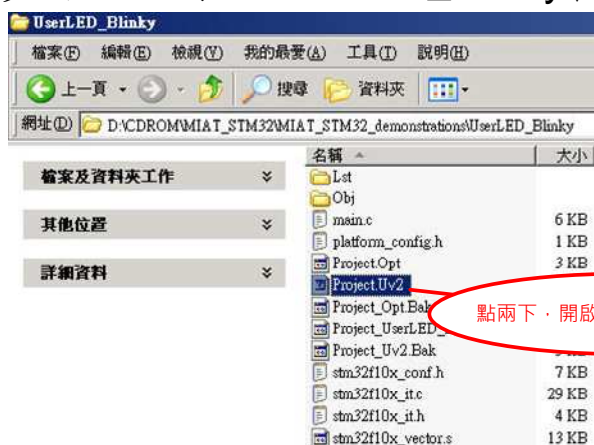 UserLED_Blinky
檔案(F) 編輯(E) 檢視(V) 我的最愛(A) 工具(T) 說明(H)
上一頁 搜尋 資料夾
網址(D) D:\CDROM\MIAT_STM32\MIAT_STM32_demonstrations\UserLED_Blinky
名稱 大小
檔案及資料夾工作
其他位置
詳細資料
Lst
Obj
main.c 6 KB
platform_config.h 1 KB
Project.Opt 3 KB
Project.Uv2
點兩下，開啟
Project_Opt.Bak
Project_UserLED_
Project_Uv2.Bak
stm32f10x_conf.h 7 KB
stm32f10x_it.c 29 KB
stm32f10x_it.h 4 KB
stm32f10x_vector.s 13 KB